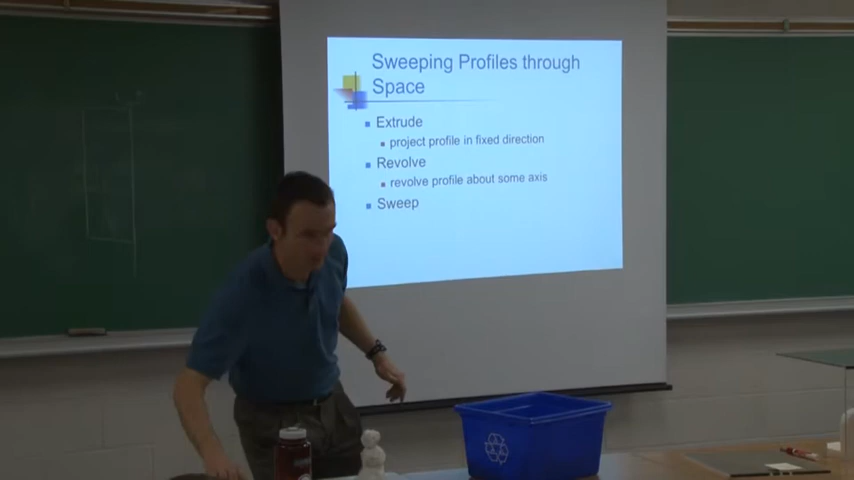 Sweeping Profiles through
Space
Extrude
project profile in fixed direction
Revolve
revolve profile about some axis
Sweep